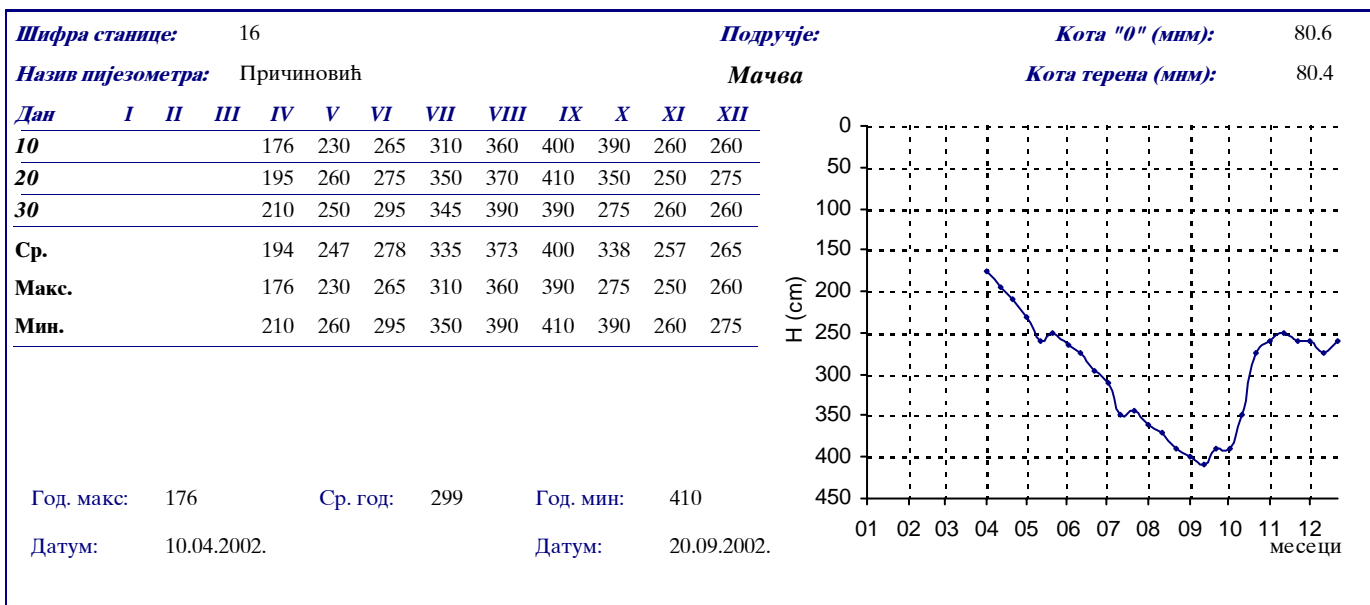 Шифра станице: 16 Подручје: Кота "0" (мнм): 80.6
Назив пијезометра: Причиновић Мачва Кота терена (мнм): 80.4
Дан I II III IV V VI VII VIII IX X XI XII
10 176 230 265 310 360 400 390 260 260
20 195 260 275 350 370 410 350 250 275
30 210 250 295 345 390 390 275 260 260
Ср. 194 247 278 335 373 400 338 257 265
Макс. 176 230 265 310 360 390 275 250 260
Мин. 210 260 295 350 390 410 390 260 275
Год. макс: 176 Ср. год: 299 Год. мин: 410
Датум: 10.04.2002. Датум: 20.09.2002.
0
50
100
150
200
250
300
350
400
450
H (cm)
01 02 03 04 05 06 07 08 09 10 11 12
месеци